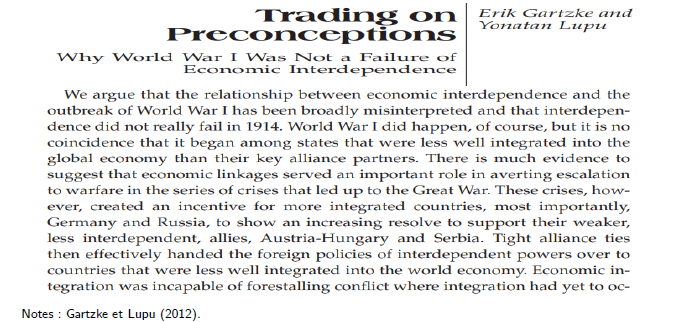 Trading on
Preconceptions
Erik Gartzke and
Yonatan Lupu
Why World War I Was Not a Failure of
Economic Interdependence
We argue that the relationship between economic interdependence and the
outbreak of World War I has been broadly misinterpreted and that interdepen-
dence did not really fail in 1914. World War I did happen, of course, but it is no
coincidence that it began among states that were less well integrated into the
global economy than their key alliance partners. There is much evidence to
suggest that economic linkages served an important role in averting escalation
to warfare in the series of crises that led up to the Great War. These crises, how-
ever, created an incentive for more integrated countries, most importantly,
Germany and Russia, to show an increasing resolve to support their weaker,
less interdependent, allies, Austria-Hungary and Serbia. Tight alliance ties
then effectively handed the foreign policies of interdependent powers over to
countries that were less well integrated into the world economy. Economic in-
tegration was incapable of forestalling conflict where integration had yet to oc-
Notes : Gartzke et Lupu (2012).